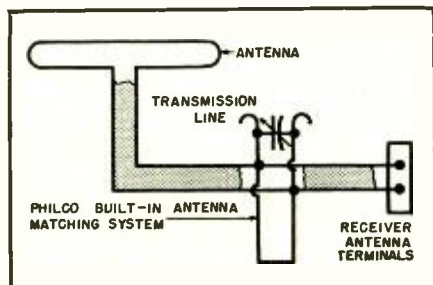 ANTENNA
TRANSMISSION
LINE
PHILCO BUILT-IN ANTENNA
MATCHING SYSTEM
RECEIVER
ANTENNA
TERMINALS